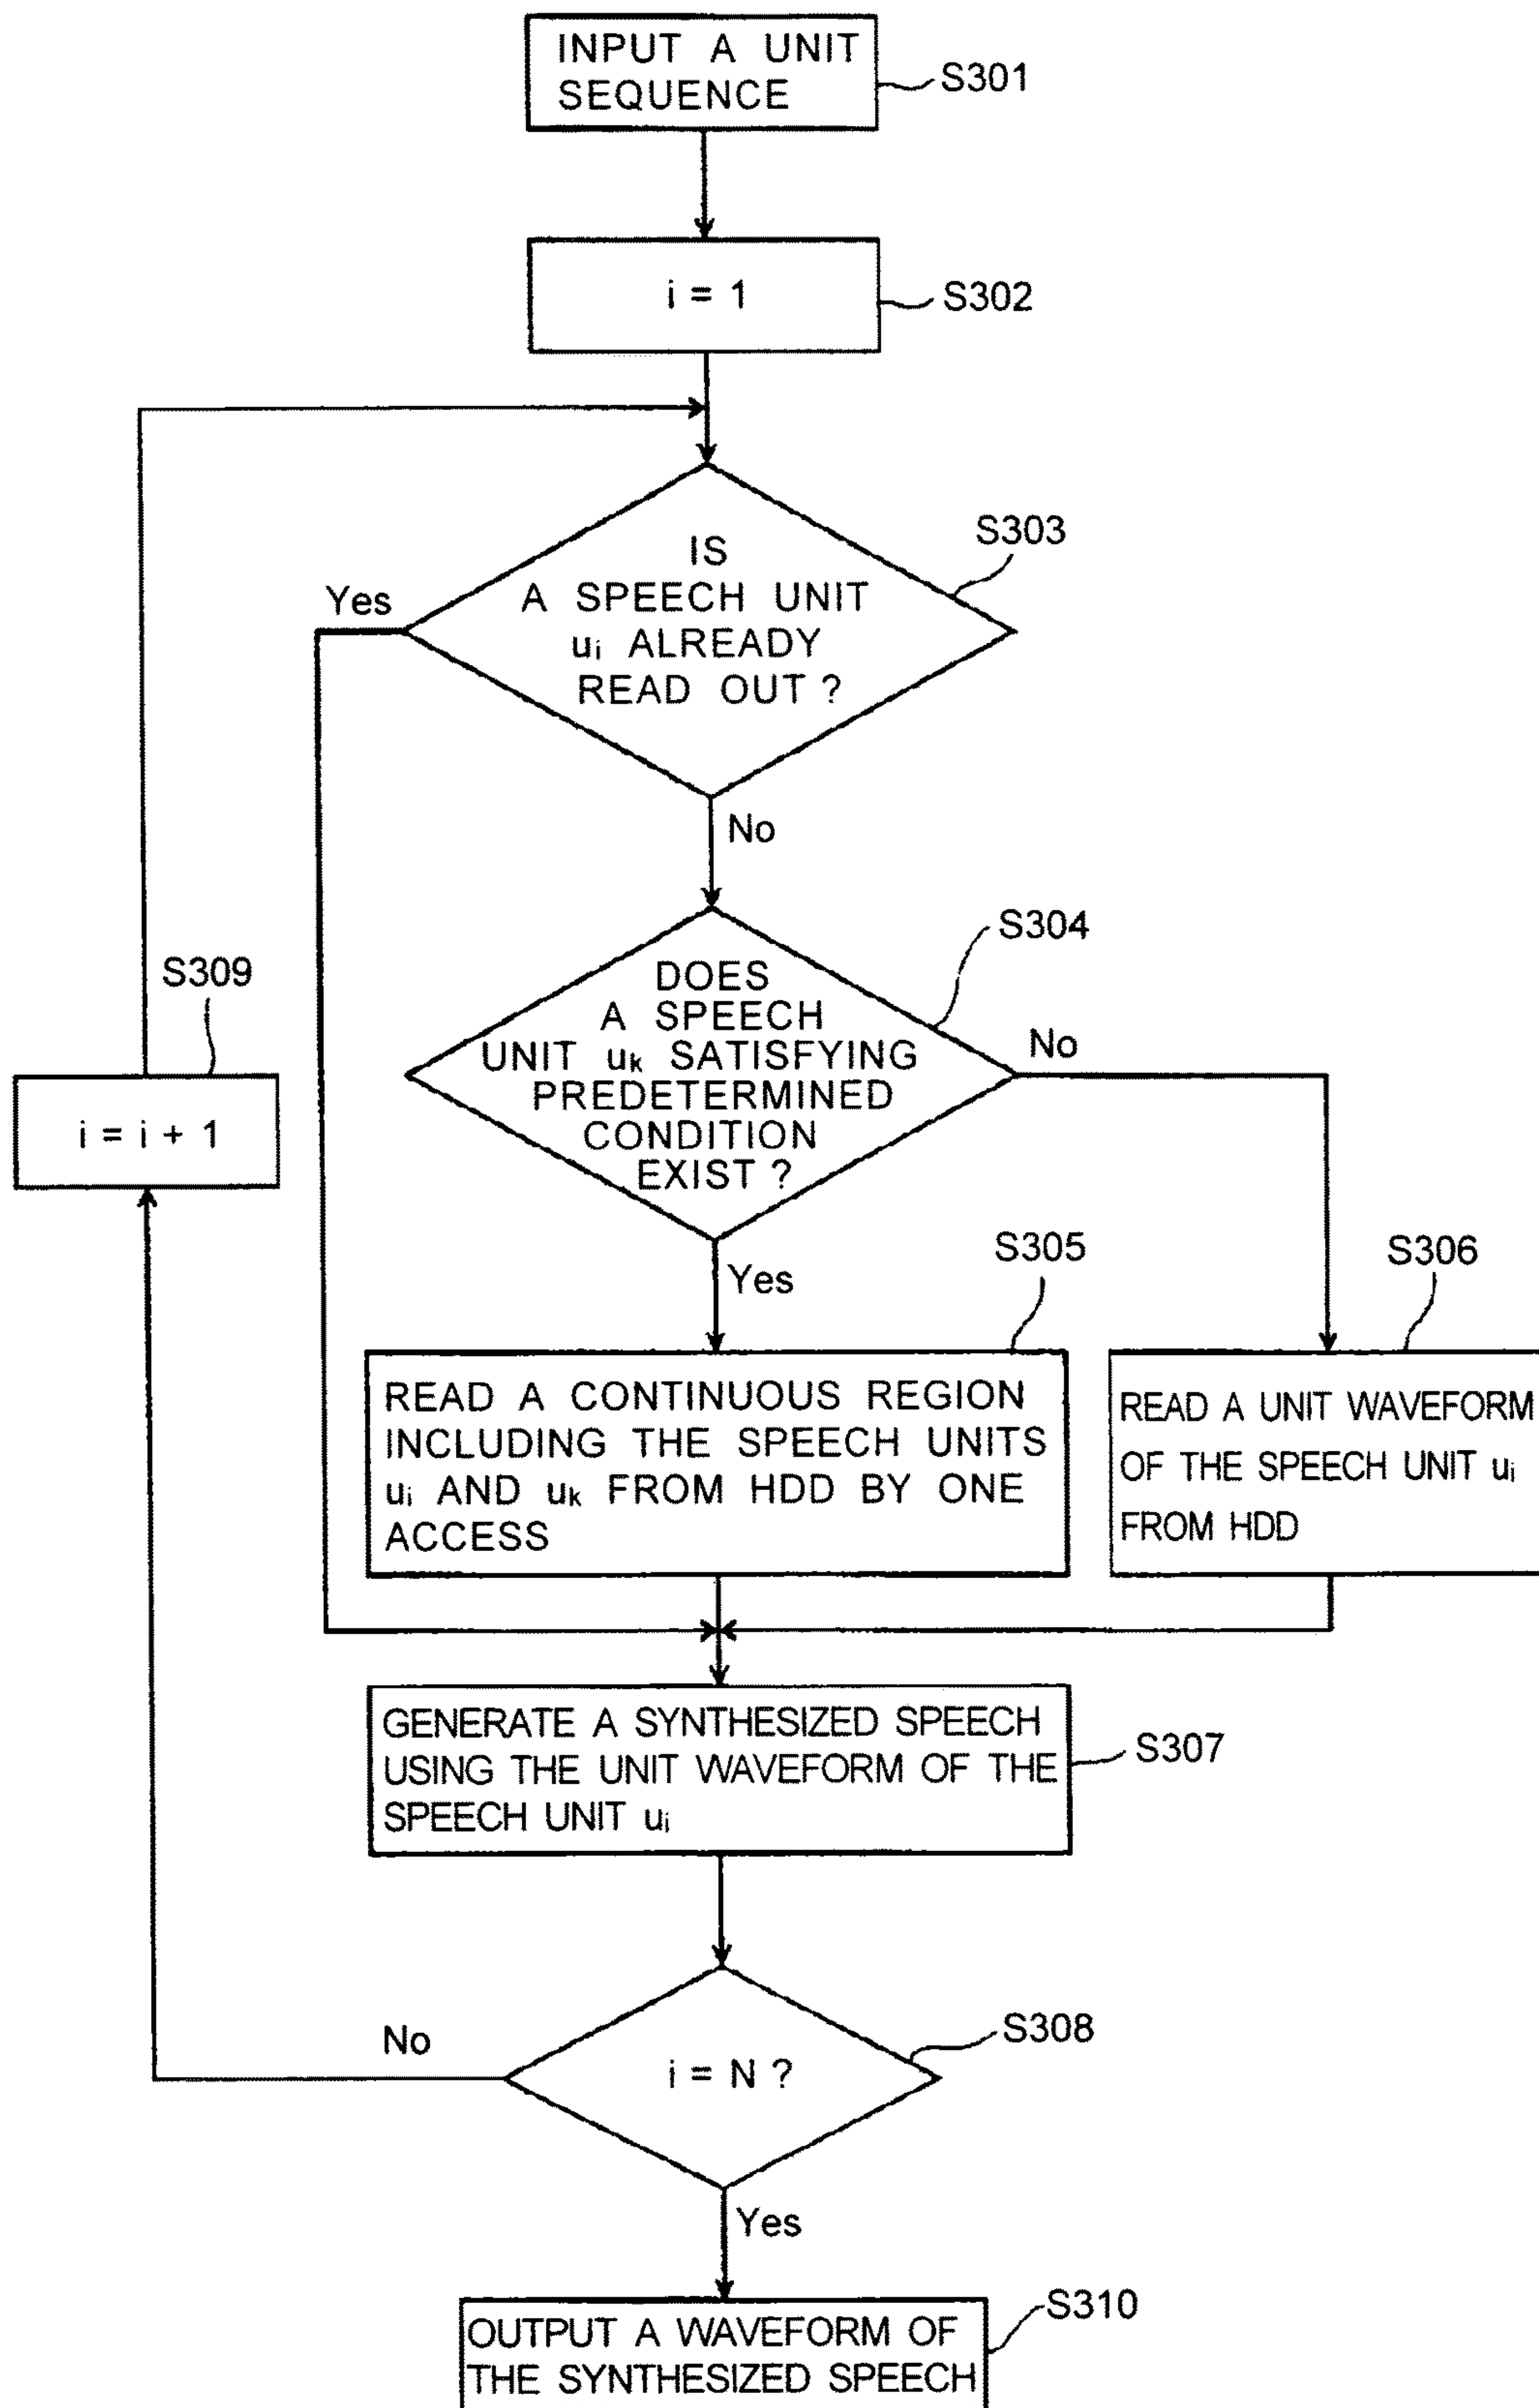 INPUT A UNIT
SEQUENCE
S301
i = 1
S302
IS
A SPEECH UNIT
ui ALREADY
READ OUT ?
S303
Yes
No
DOES
A SPEECH
UNIT uk SATISFYING
PREDETERMINED
CONDITION
EXIST ?
S304
No
Yes
S309
i = i + 1
S305
READ A CONTINUOUS REGION
INCLUDING THE SPEECH UNITS
ui AND uk FROM HDD BY ONE
ACCESS
S306
READ A UNIT WAVEFORM
OF THE SPEECH UNIT ui
FROM HDD
GENERATE A SYNTHESIZED SPEECH
USING THE UNIT WAVEFORM OF THE
SPEECH UNIT ui
S307
No
i = N ?
S308
Yes
OUTPUT A WAVEFORM OF
THE SYNTHESIZED SPEECH
S310